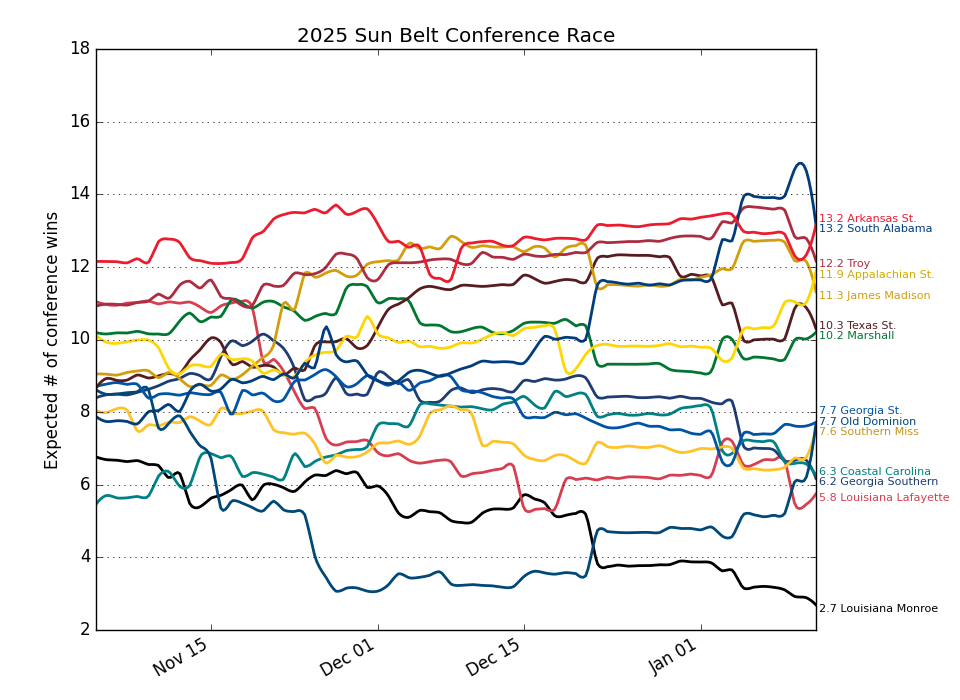 2025 Sun Belt Conference Race
Expected # of conference wins
18
16
14
12
10
8
6
4
2
Nov 15
Dec 01
Dec 15
Jan 01
13.2 Arkansas St.
13.2 South Alabama
12.2 Troy
11.9 Appalachian St.
11.3 James Madison
10.3 Texas St.
10.2 Marshall
7.7 Georgia St.
7.7 Old Dominion
7.6 Southern Miss
6.3 Coastal Carolina
6.2 Georgia Southern
5.8 Louisiana Lafayette
2.7 Louisiana Monroe